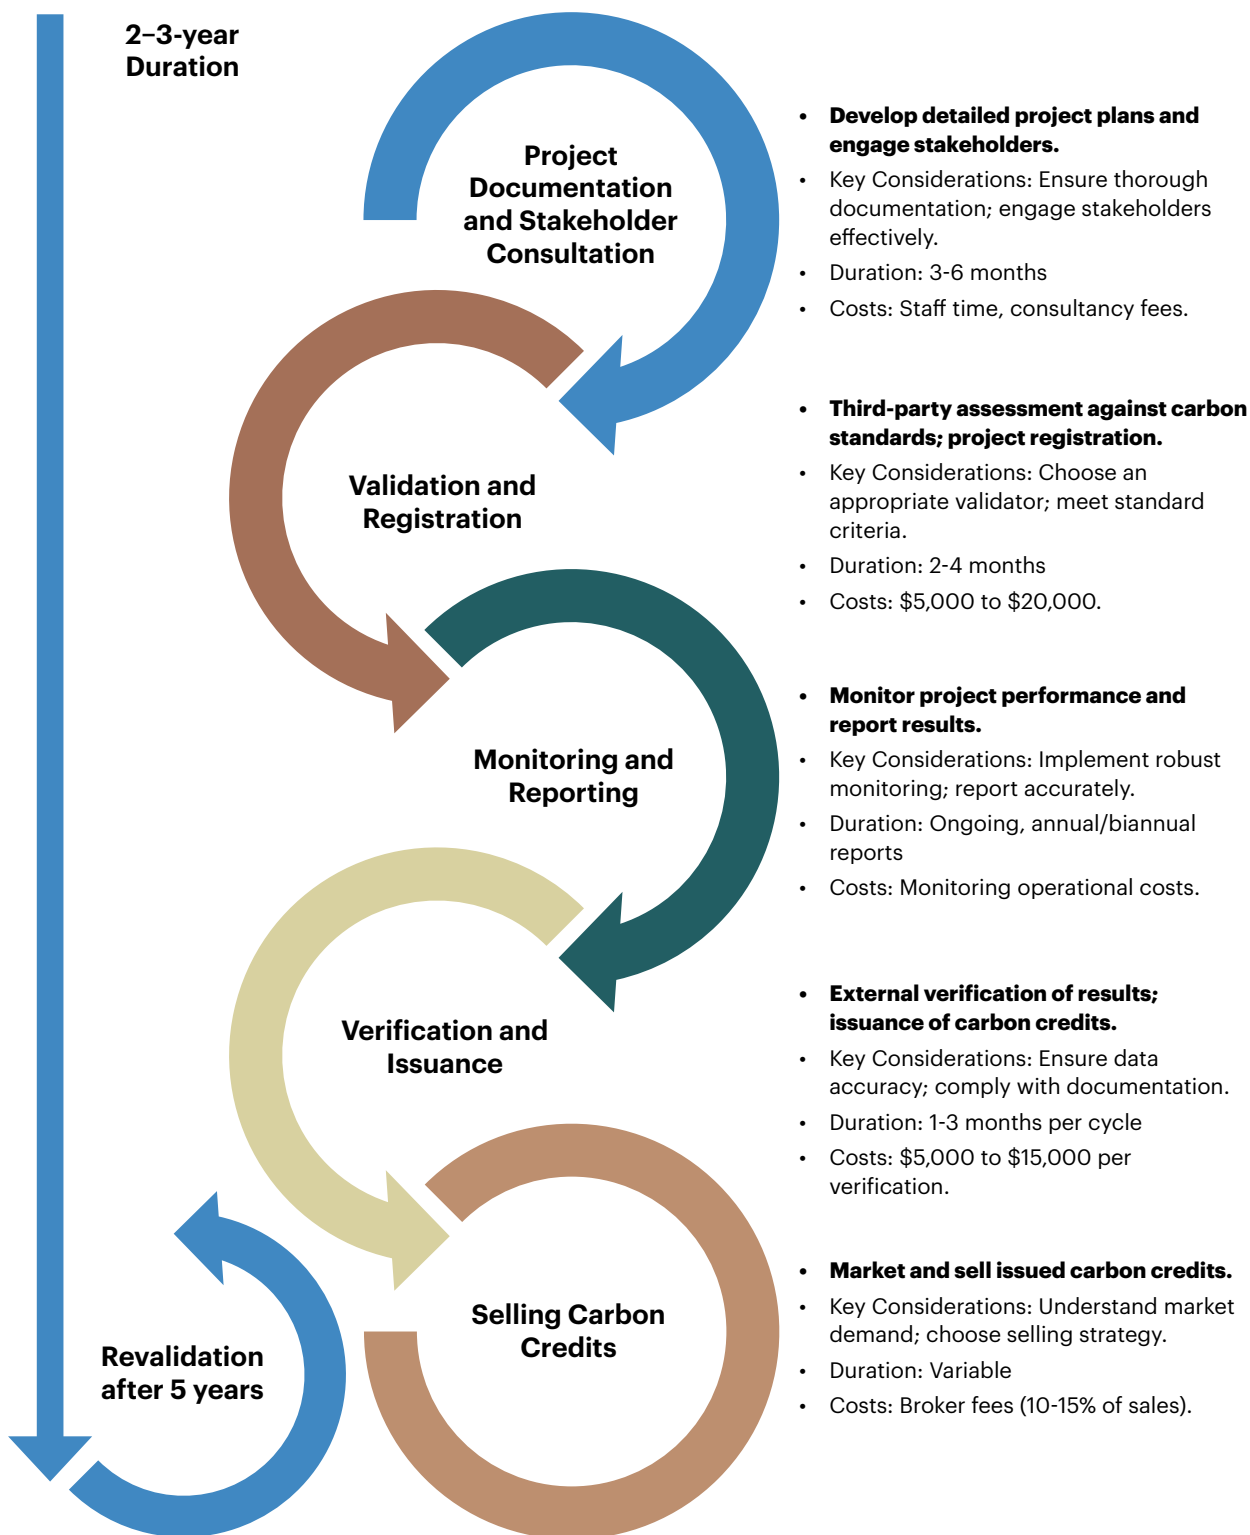 2–3-year
Duration
Project
Documentation
and Stakeholder
Consultation
• Develop detailed project plans and
engage stakeholders.
• Key Considerations: Ensure thorough
documentation; engage stakeholders
effectively.
• Duration: 3-6 months
• Costs: Staff time, consultancy fees.
Validation and
Registration
• Third-party assessment against carbon
standards; project registration.
• Key Considerations: Choose an
appropriate validator; meet standard
criteria.
• Duration: 2-4 months
• Costs: $5,000 to $20,000.
Monitoring and
Reporting
• Monitor project performance and
report results.
• Key Considerations: Implement robust
monitoring; report accurately.
• Duration: Ongoing, annual/biannual
reports
• Costs: Monitoring operational costs.
Verification and
Issuance
• External verification of results;
issuance of carbon credits.
• Key Considerations: Ensure data
accuracy; comply with documentation.
• Duration: 1-3 months per cycle
• Costs: $5,000 to $15,000 per
verification.
Selling Carbon
Credits
• Market and sell issued carbon credits.
• Key Considerations: Understand market
demand; choose selling strategy.
• Duration: Variable
• Costs: Broker fees (10-15% of sales).
Revalidation
after 5 years